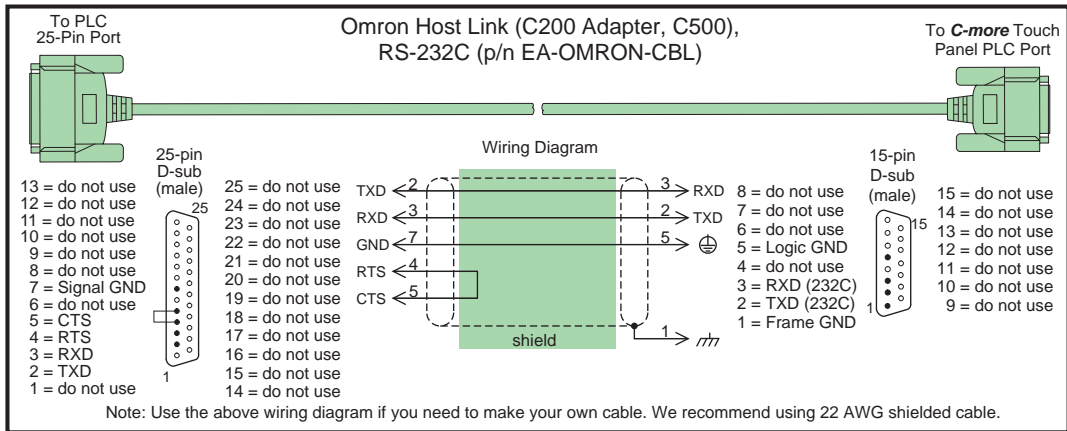 To PLC
25-Pin Port
Omron Host Link (C200 Adapter, C500),
RS-232C (p/n EA-OMRON-CBL)
To C-more Touch
Panel PLC Port
Wiring Diagram
25-pin
D-sub
(male)
13 = do not use
12 = do not use
11 = do not use
10 = do not use
9 = do not use
8 = do not use
7 = Signal GND
6 = do not use
5 = CTS
4 = RTS
3 = RXD
2 = TXD
1 = do not use
25
1
25 = do not use
24 = do not use
23 = do not use
22 = do not use
21 = do not use
20 = do not use
19 = do not use
18 = do not use
17 = do not use
16 = do not use
15 = do not use
14 = do not use
TXD 2 3 RXD
RXD 3 2 TXD
GND 7 5
RTS 4
CTS 5
shield
1
8 = do not use
7 = do not use
6 = do not use
5 = Logic GND
4 = do not use
3 = RXD (232C)
2 = TXD (232C)
1 = Frame GND
15-pin
D-sub
(male)
15
1
15 = do not use
14 = do not use
13 = do not use
12 = do not use
11 = do not use
10 = do not use
9 = do not use
Note: Use the above wiring diagram if you need to make your own cable. We recommend using 22 AWG shielded cable.